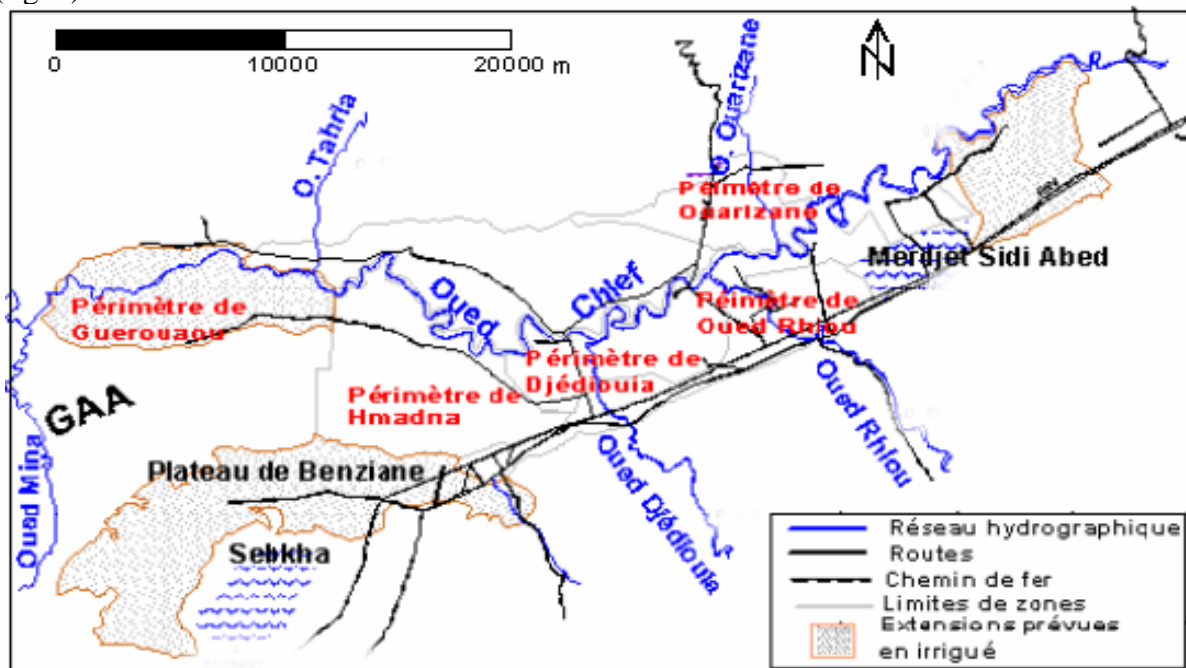 0 10000 20000 m
N
O. Tahria
O. Ouarizane
Péimètre de
Ouarizane
Merdjet Sidi Abed
Oued Chlef
Périmètre de
Guerouaou
Péimètre de
Oued Rhiou
Périmètre de
Djédiouia
Périmètre de
Hmadna
GAA
Oued Mina
Oued Rhiou
Oued Djédiouia
Plateau de Benziane
Sebkha
Réseau hydrographique
Routes
Chemin de fer
Limites de zones
Extensions prévues
en irrigué